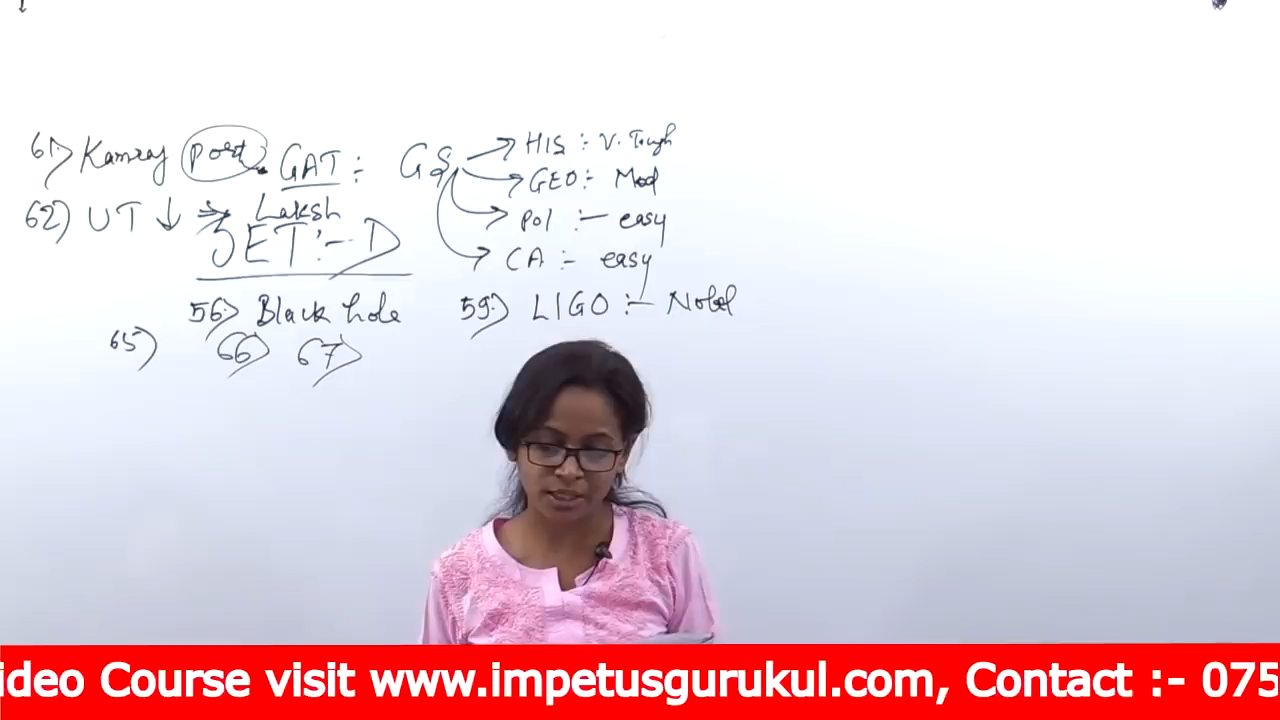 61) Kamraj Port. GAT : GS → HIS : V. Tough
→ GEO :- Mod
62) UT ↓ → Laksh → Pol :- easy
SET :- D → CA :- easy
56) Black hole 59) LIGO :- Nobel
65) 66) 67)
ideo Course visit www.impetusgurukul.com, Contact :- 075